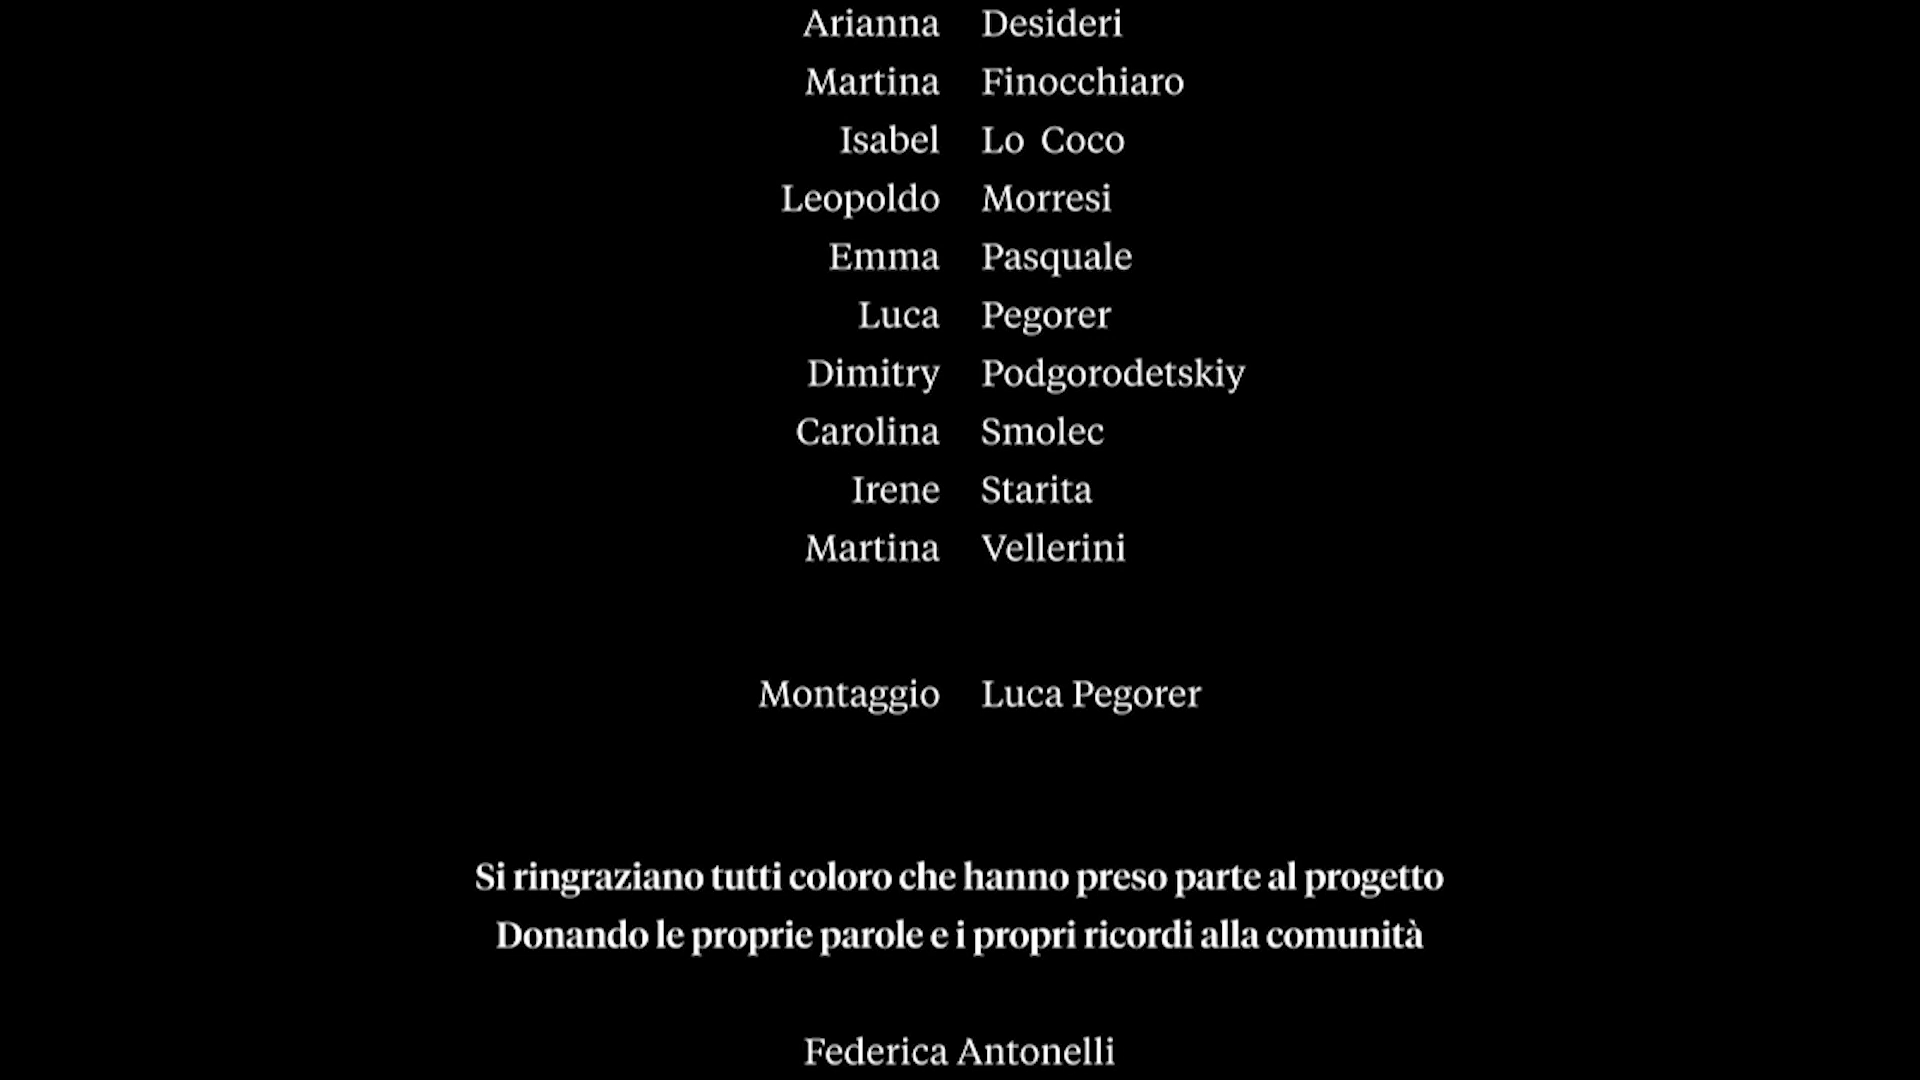 Arianna Desideri
Martina Finocchiaro
Isabel Lo Coco
Leopoldo Morresi
Emma Pasquale
Luca Pegorer
Dimitry Podgorodetskiy
Carolina Smolec
Irene Starita
Martina Vellerini
Montaggio Luca Pegorer
Si ringraziano tutti coloro che hanno preso parte al progetto
Donando le proprie parole e i propri ricordi alla comunità
Federica Antonelli